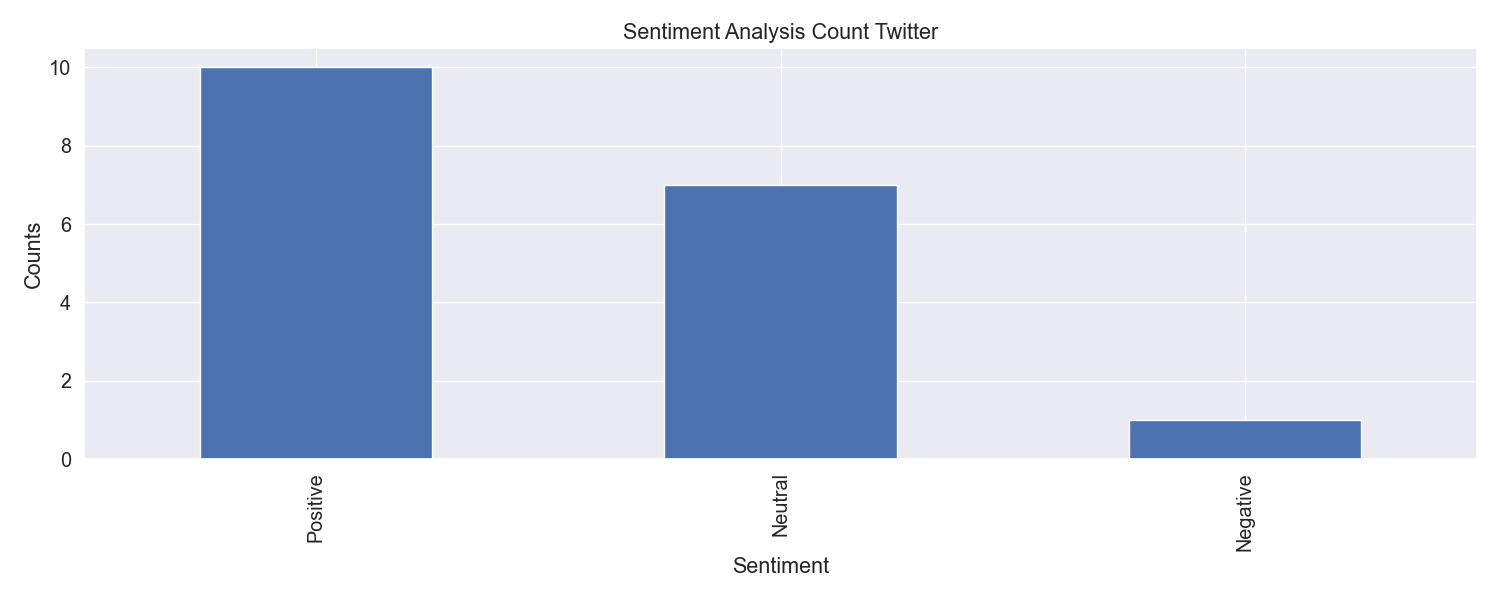 Sentiment Analysis Count Twitter
10
8
6
4
2
0
Counts
Positive
Neutral
Negative
Sentiment